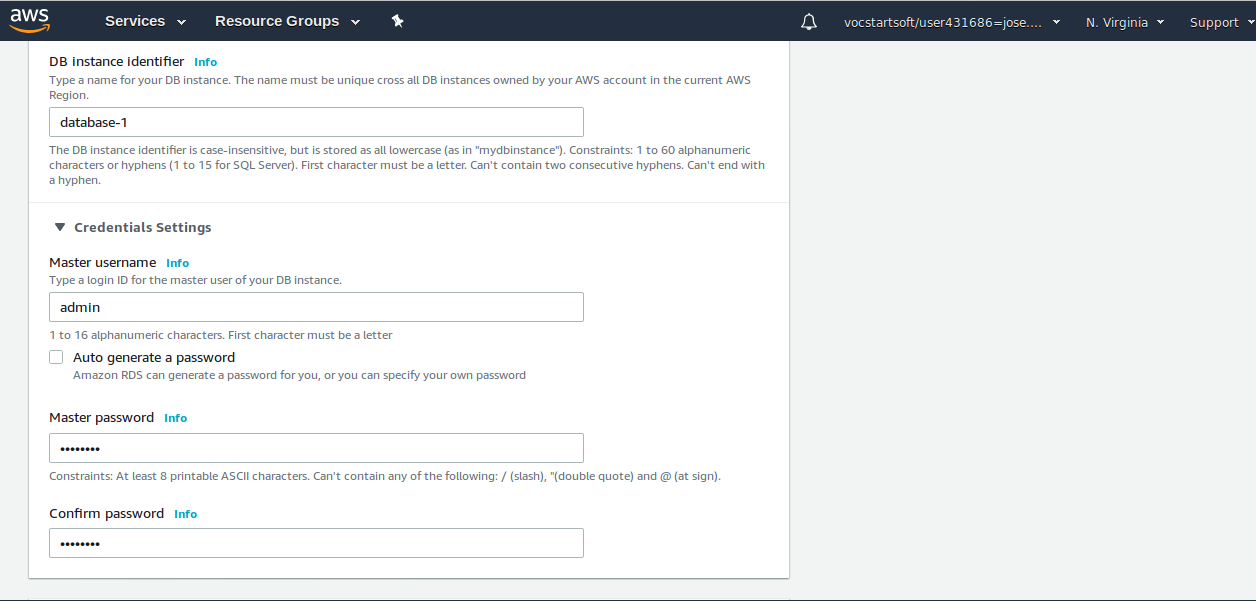 aws Services Resource Groups vocstartsoft/user431686=jose.... N. Virginia Support
DB instance identifier Info
Type a name for your DB instance. The name must be unique cross all DB instances owned by your AWS account in the current AWS
Region.
database-1
The DB instance identifier is case-insensitive, but is stored as all lowercase (as in "mydbinstance"). Constraints: 1 to 60 alphanumeric
characters or hyphens (1 to 15 for SQL Server). First character must be a letter. Can't contain two consecutive hyphens. Can't end with
a hyphen.
Credentials Settings
Master username Info
Type a login ID for the master user of your DB instance.
admin
1 to 16 alphanumeric characters. First character must be a letter
Auto generate a password
Amazon RDS can generate a password for you, or you can specify your own password
Master password Info
••••••••
Constraints: At least 8 printable ASCII characters. Can't contain any of the following: / (slash), "(double quote) and @ (at sign).
Confirm password Info
••••••••